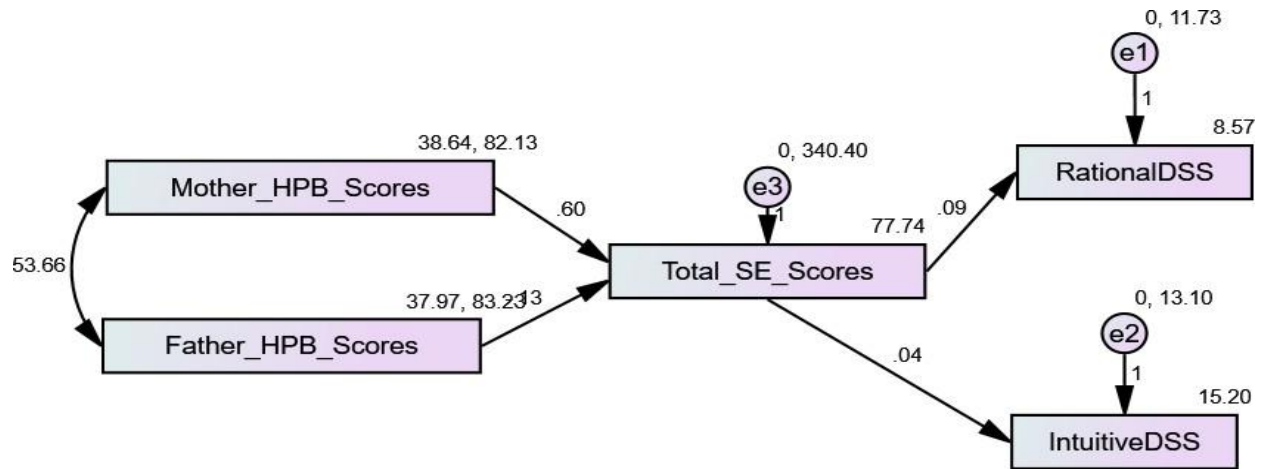 0, 11.73
e1
1
8.57
RationalDSS
38.64, 82.13
Mother_HPB_Scores
.60
0, 340.40
e3
1
77.74
Total_SE_Scores
.09
53.66
37.97, 83.23
.13
Father_HPB_Scores
.04
0, 13.10
e2
1
15.20
IntuitiveDSS